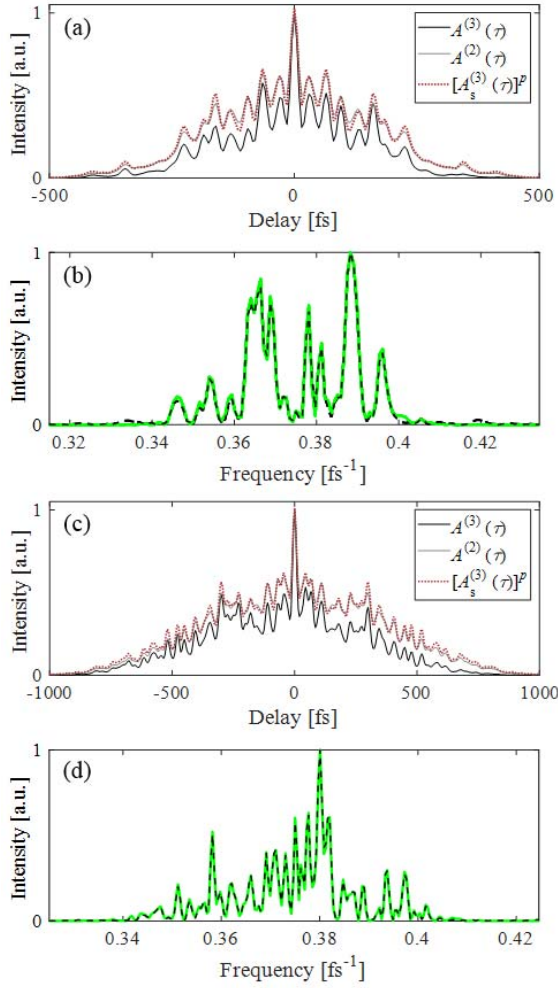 (a)
1
0
Intensity [a.u.]
A(3) (τ)
A(2) (τ)
[As(3) (τ)]p
-500 0 500
Delay [fs]
(b)
1
0
Intensity [a.u.]
0.32 0.34 0.36 0.38 0.4 0.42
Frequency [fs-1]
(c)
1
0
Intensity [a.u.]
A(3) (τ)
A(2) (τ)
[As(3) (τ)]p
-1000 -500 0 500 1000
Delay [fs]
(d)
1
0
Intensity [a.u.]
0.34 0.36 0.38 0.4 0.42
Frequency [fs-1]